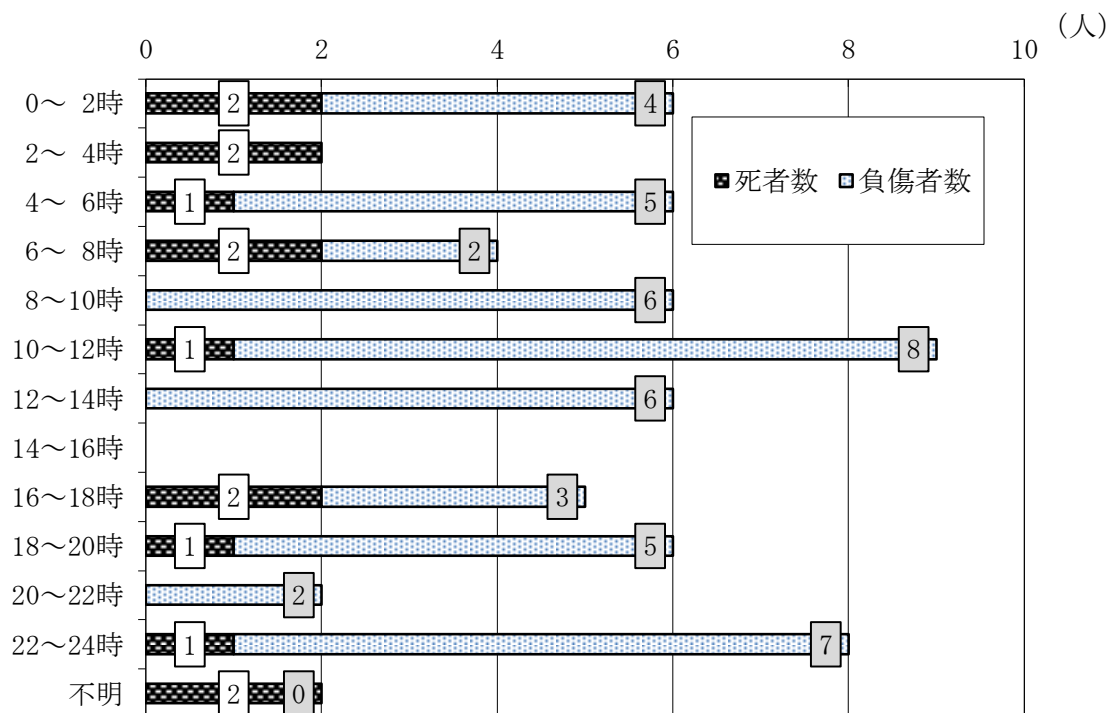 (人)
0 2 4 6 8 10
0～ 2時 2 4
2～ 4時 2
死者数 負傷者数
4～ 6時 1 5
6～ 8時 2 2
8～10時 6
10～12時 1 8
12～14時 6
14～16時
16～18時 2 3
18～20時 1 5
20～22時 2
22～24時 1 7
不明 2 0